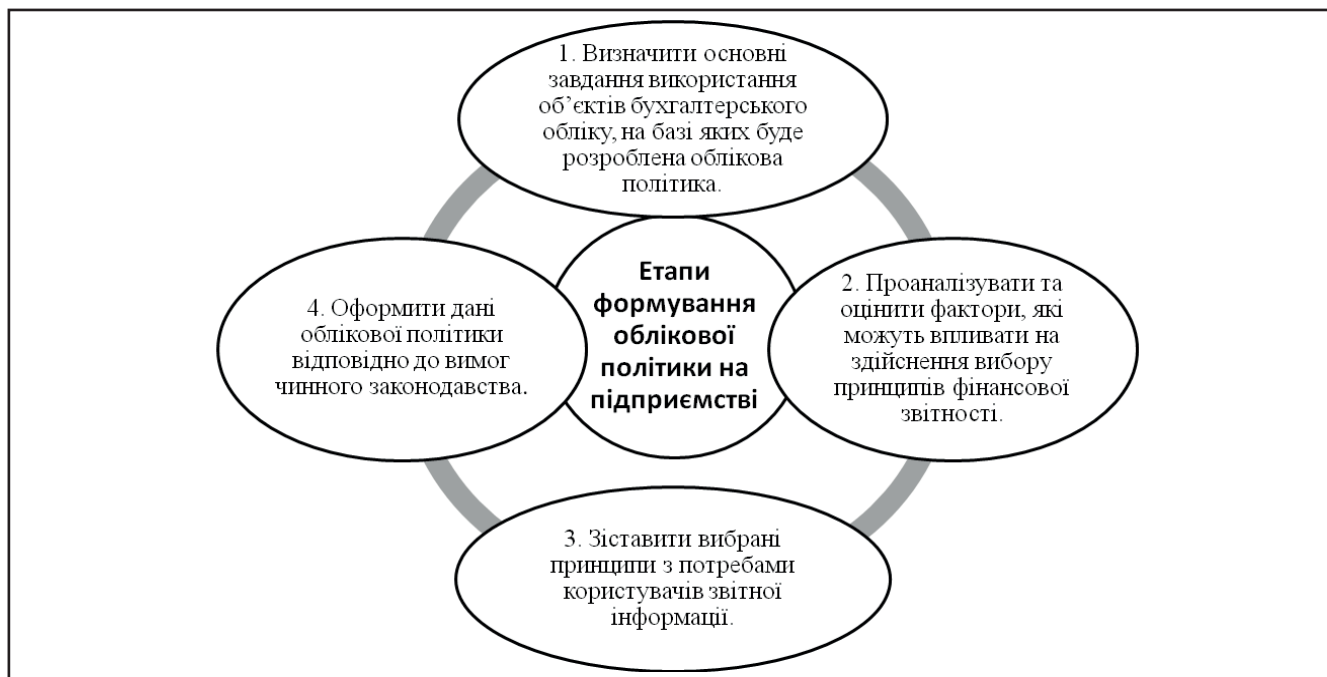 1. Визначити основні
завдання використання
об’єктів бухгалтерського
обліку, на базі яких буде
розроблена облікова
політика.
Етапи
формування
облікової
політики на
підприємстві
2. Проаналізувати та
оцінити фактори, які
можуть впливати на
здійснення вибору
принципів фінансової
звітності.
3. Зіставити вибрані
принципи з потребами
користувачів звітної
інформації.
4. Оформити дані
облікової політики
відповідно до вимог
чинного законодавства.